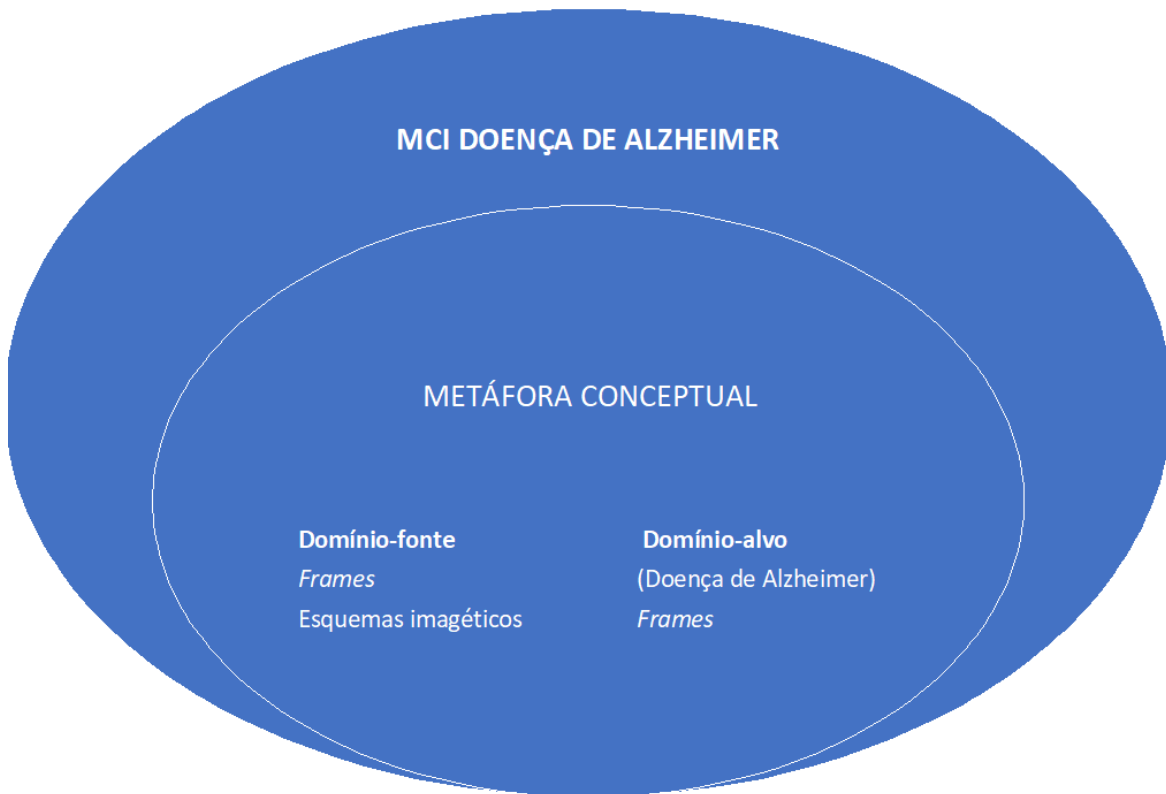 MCI DOENÇA DE ALZHEIMER
METÁFORA CONCEPTUAL
Domínio-fonte
Frames
Esquemas imagéticos
Domínio-alvo
(Doença de Alzheimer)
Frames